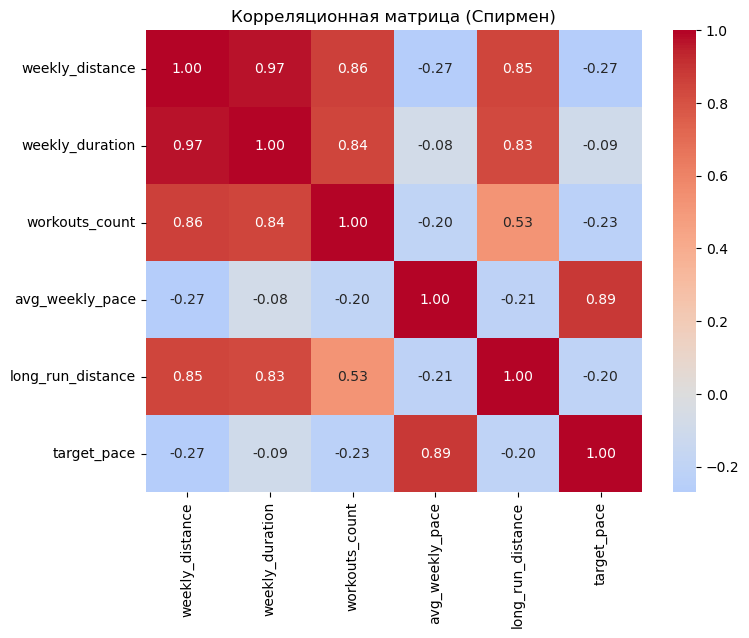 Корреляционная матрица (Спирмен)
weekly_distance 1.00 0.97 0.86 -0.27 0.85 -0.27
weekly_duration 0.97 1.00 0.84 -0.08 0.83 -0.09
workouts_count 0.86 0.84 1.00 -0.20 0.53 -0.23
avg_weekly_pace -0.27 -0.08 -0.20 1.00 -0.21 0.89
long_run_distance 0.85 0.83 0.53 -0.21 1.00 -0.20
target_pace -0.27 -0.09 -0.23 0.89 -0.20 1.00
weekly_distance
weekly_duration
workouts_count
avg_weekly_pace
long_run_distance
target_pace
1.0
0.8
0.6
0.4
0.2
0.0
−0.2